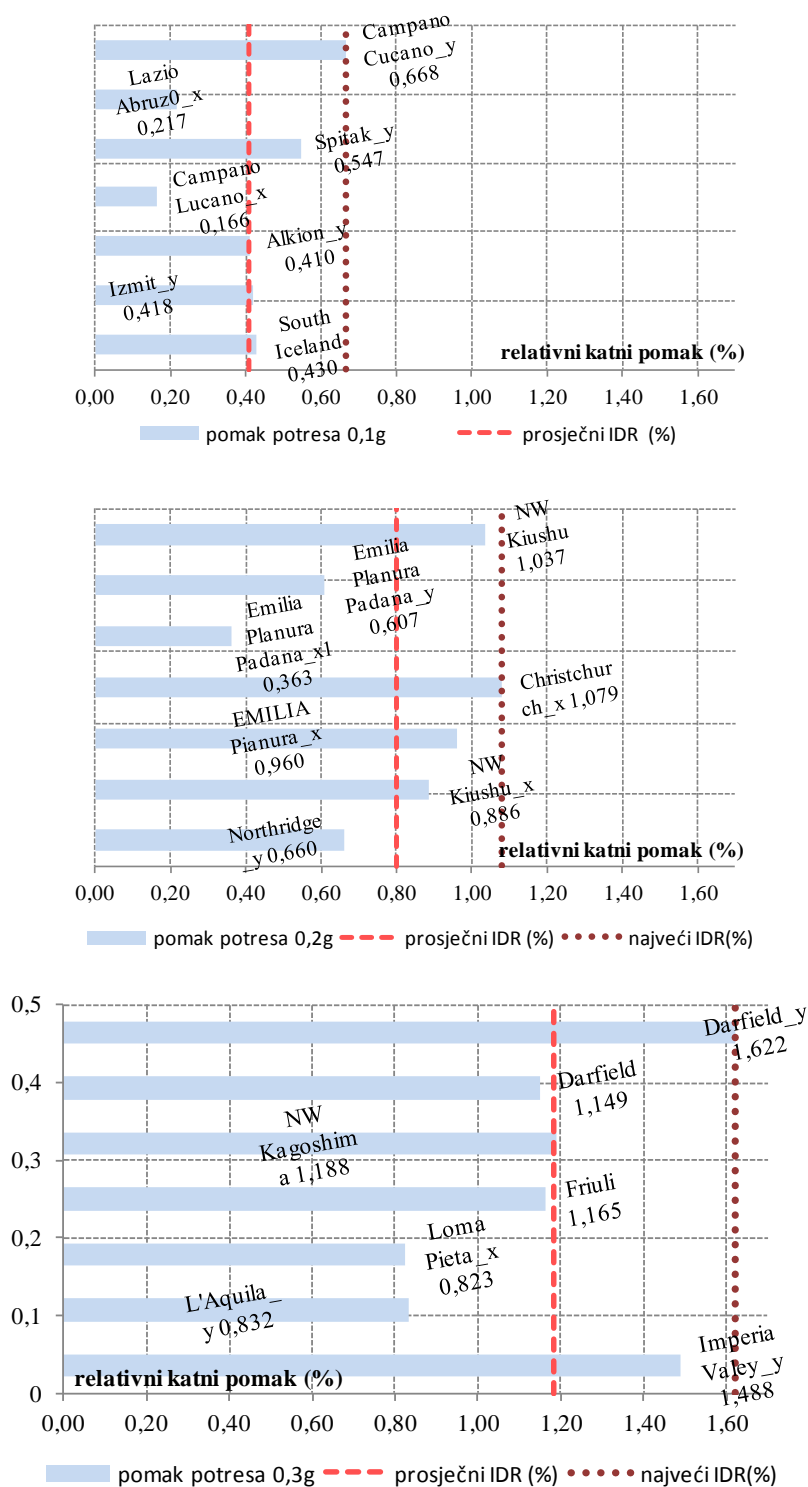 Campano
Cucano_y
0,668
Lazio
Abruz0_x
0,217
Spitak_y
0,547
Campano
Lucano_x
0,166
Alkion_y
0,410
Izmit_y
0,418
South
Iceland
0,430
relativni katni pomak (%)
0,00 0,20 0,40 0,60 0,80 1,00 1,20 1,40 1,60
pomak potresa 0,1g prosječni IDR (%)
NW
Kiushu
1,037
Emilia
Planura
Padana_y
0,607
Emilia
Planura
Padana_x1
0,363
Christchur
ch_x 1,079
EMILIA
Pianura_x
0,960
NW
Kiushu_x
0,886
Northridge
_y 0,660
relativni katni pomak (%)
0,00 0,20 0,40 0,60 0,80 1,00 1,20 1,40 1,60
pomak potresa 0,2g prosječni IDR (%) najveći IDR(%)
0,5
Darfield_y
1,622
0,4
Darfield
1,149
NW
Kagoshim
a 1,188
0,3
Friuli
1,165
0,2
Loma
Pieta_x
0,823
L'Aquila_
y 0,832
0,1
Imperia
Valey_y
1,488
relativni katni pomak (%)
0
0,00 0,20 0,40 0,60 0,80 1,00 1,20 1,40 1,60
pomak potresa 0,3g prosječni IDR (%) najveći IDR(%)